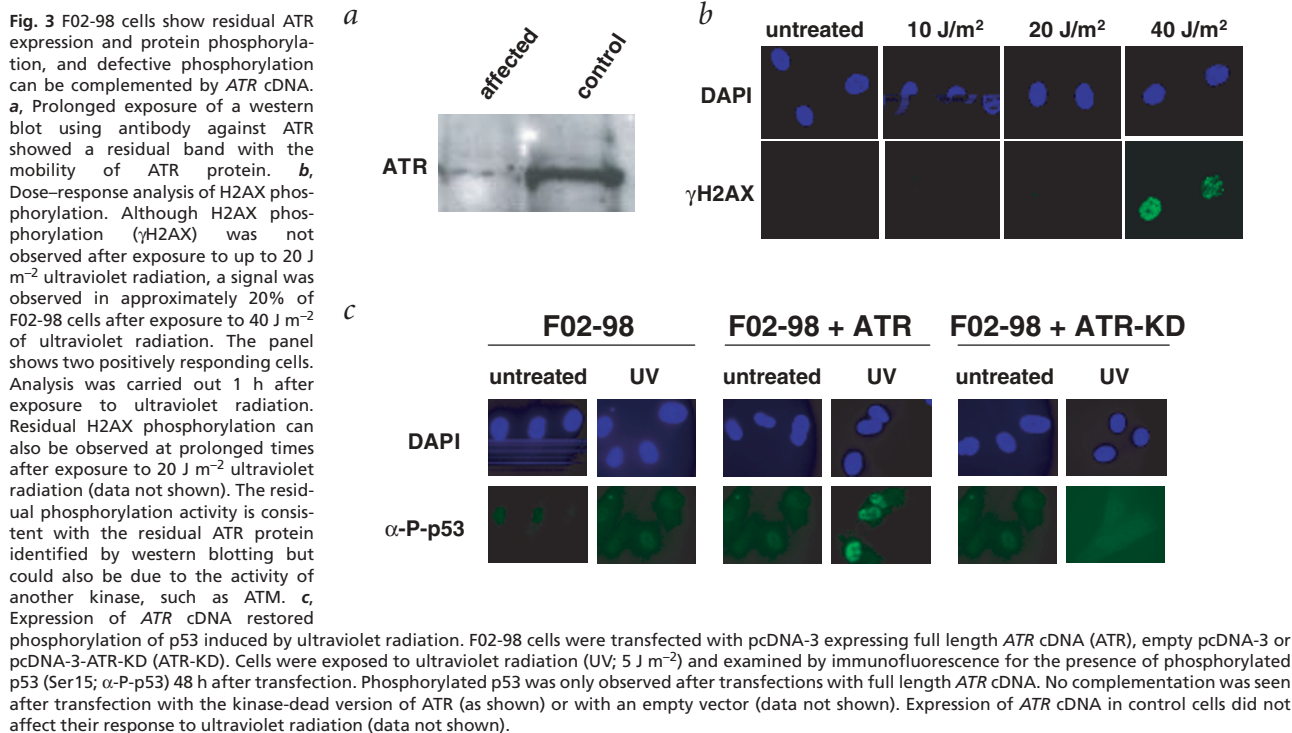 Fig. 3 F02-98 cells show residual ATR
expression and protein phosphoryla-
tion, and defective phosphorylation
can be complemented by ATR cDNA.
a, Prolonged exposure of a western
blot using antibody against ATR
showed a residual band with the
mobility of ATR protein. b,
Dose–response analysis of H2AX phos-
phorylation. Although H2AX phos-
phorylation (γH2AX) was not
observed after exposure to up to 20 J
m⁻² ultraviolet radiation, a signal was
observed in approximately 20% of
F02-98 cells after exposure to 40 J m⁻²
of ultraviolet radiation. The panel
shows two positively responding cells.
Analysis was carried out 1 h after
exposure to ultraviolet radiation.
Residual H2AX phosphorylation can
also be observed at prolonged times
after exposure to 20 J m⁻² ultraviolet
radiation (data not shown). The resid-
ual phosphorylation activity is consis-
tent with the residual ATR protein
identified by western blotting but
could also be due to the activity of
another kinase, such as ATM. c,
Expression of ATR cDNA restored
phosphorylation of p53 induced by ultraviolet radiation. F02-98 cells were transfected with pcDNA-3 expressing full length ATR cDNA (ATR), empty pcDNA-3 or
pcDNA-3-ATR-KD (ATR-KD). Cells were exposed to ultraviolet radiation (UV; 5 J m⁻²) and examined by immunofluorescence for the presence of phosphorylated
p53 (Ser15; α-P-p53) 48 h after transfection. Phosphorylated p53 was only observed after transfections with full length ATR cDNA. No complementation was seen
after transfection with the kinase-dead version of ATR (as shown) or with an empty vector (data not shown). Expression of ATR cDNA in control cells did not
affect their response to ultraviolet radiation (data not shown).
a
affected
control
ATR
b
untreated 10 J/m² 20 J/m² 40 J/m²
DAPI
γH2AX
c
F02-98 F02-98 + ATR F02-98 + ATR-KD
untreated UV untreated UV untreated UV
DAPI
α-P-p53